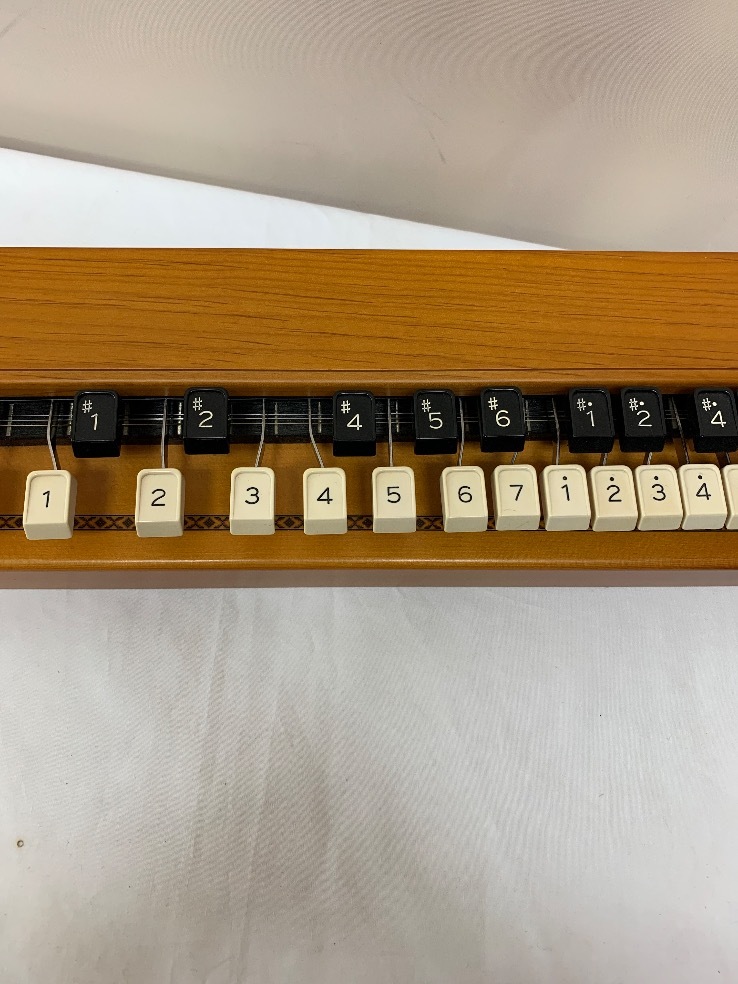 #1 #2 #4 #5 #6 #1̇ #2̇ #4̇
1 2 3 4 5 6 7 1̇ 2̇ 3̇ 4̇